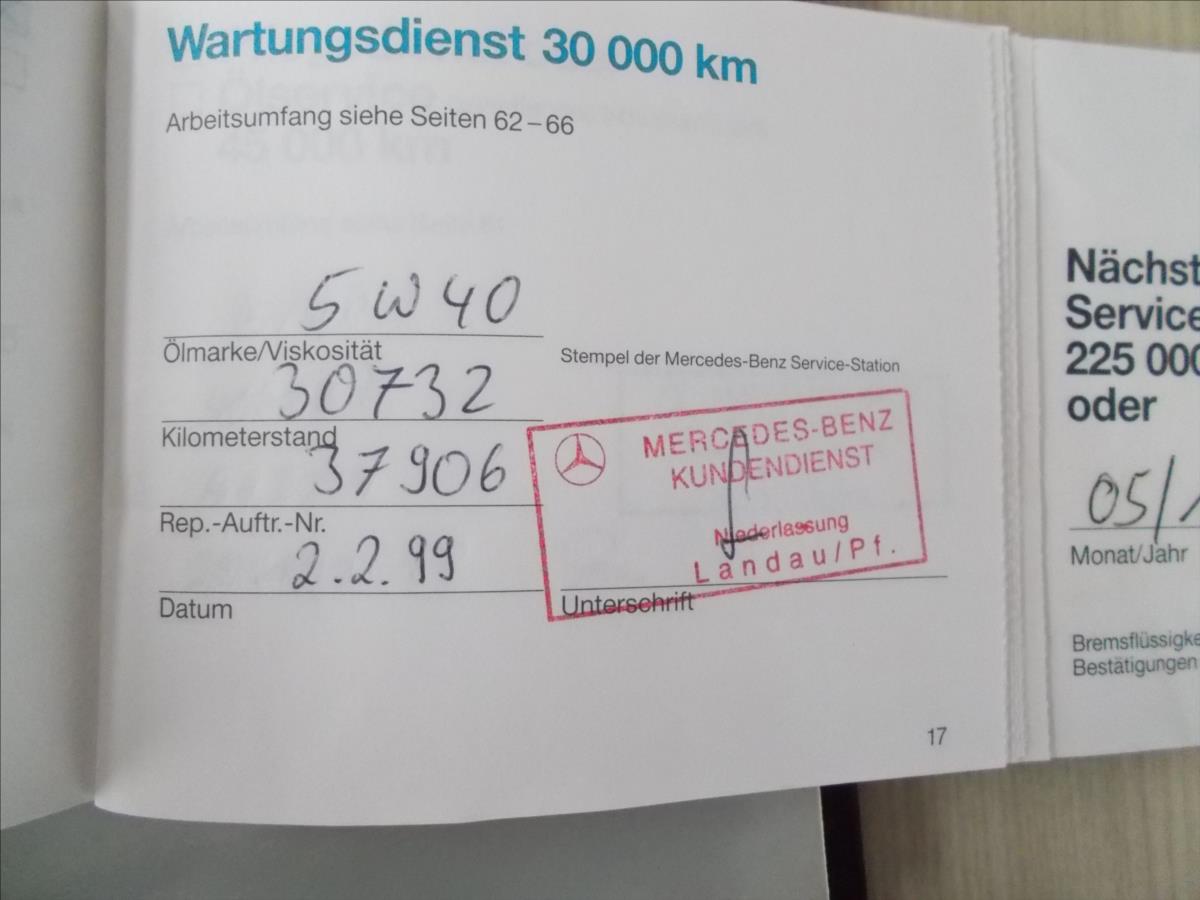 Wartungsdienst 30 000 km
Arbeitsumfang siehe Seiten 62–66
5W40
Ölmarke/Viskosität
30732
Kilometerstand
37906
Rep.-Auftr.-Nr.
2.2.99
Datum
Stempel der Mercedes-Benz Service-Station
MERCEDES-BENZ
KUNDENDIENST
Niederlassung
Landau/Pf.
Unterschrift
17
Nächst
Service
225 000
oder
05/
Monat/Jahr
Bremsflüssigke
Bestätigungen